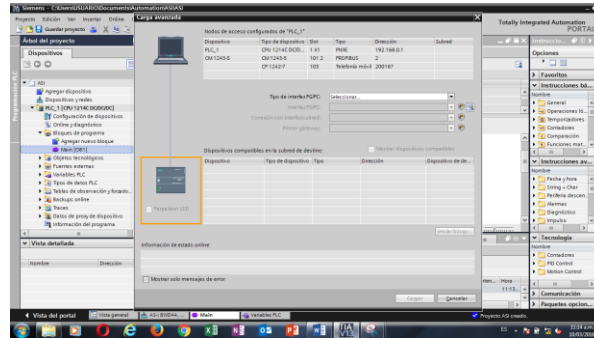 Siemens - C:\Users\USUARIO\Documents\Automation\ASI\ASI
Proyecto Edición Ver Insertar Online
Guardar proyecto
Totally Integrated Automation
PORTAL
Árbol del proyecto
Dispositivos
ASI
Agregar dispositivo
Dispositivos y redes
PLC_1 [CPU 1214C DC/DC/DC]
Configuración de dispositivos
Online y diagnóstico
Bloques de programa
Agregar nuevo bloque
Main [OB1]
Objetos tecnológicos
Fuentes externas
Variables PLC
Tipos de datos PLC
Tablas de observación y forzado...
Backups online
Traces
Datos de proxy de dispositivo
Información del programa
Vista detallada
Nombre Dirección
Programación PLC
Carga avanzada
Nodos de acceso configurados de "PLC_1"
Dispositivo Tipo de dispositivo Slot Tipo Dirección Subred
PLC_1 CPU 1214C DC/D... 1 X1 PN/IE 192.168.0.1
CM 1243-5 CM 1243-5 101.2 PROFIBUS 2
CP 1242-7 103 Telefonía móvil 200167
Tipo de interfaz PG/PC: Seleccionar...
Interfaz PG/PC:
Conexión con interfaz/subred:
Primer gateway:
Dispositivos compatibles en la subred de destino:
Mostrar dispositivos compatibles
Dispositivo Tipo de dispositivo Tipo Dirección Dispositivo de de...
Parpadear LED
Iniciar búsqu...
Información de estado online:
Mostrar solo mensajes de error
Cargar Cancelar
Opciones
Favoritos
Instrucciones bá...
Nombre
General
Operaciones ló...
Temporizadores
Contadores
Comparación
Funciones mat...
Instrucciones av...
Nombre
Fecha y hora
String + Char
Periferia descen...
Alarmas
Diagnóstico
Impulso
Tecnología
Nombre
Contadores
PID Control
Motion Control
Comunicación
Paquetes opcion...
Hora
Vista del portal Vista general Main Variables PLC
Proyecto ASI creado.
ES
11:14 a.m.